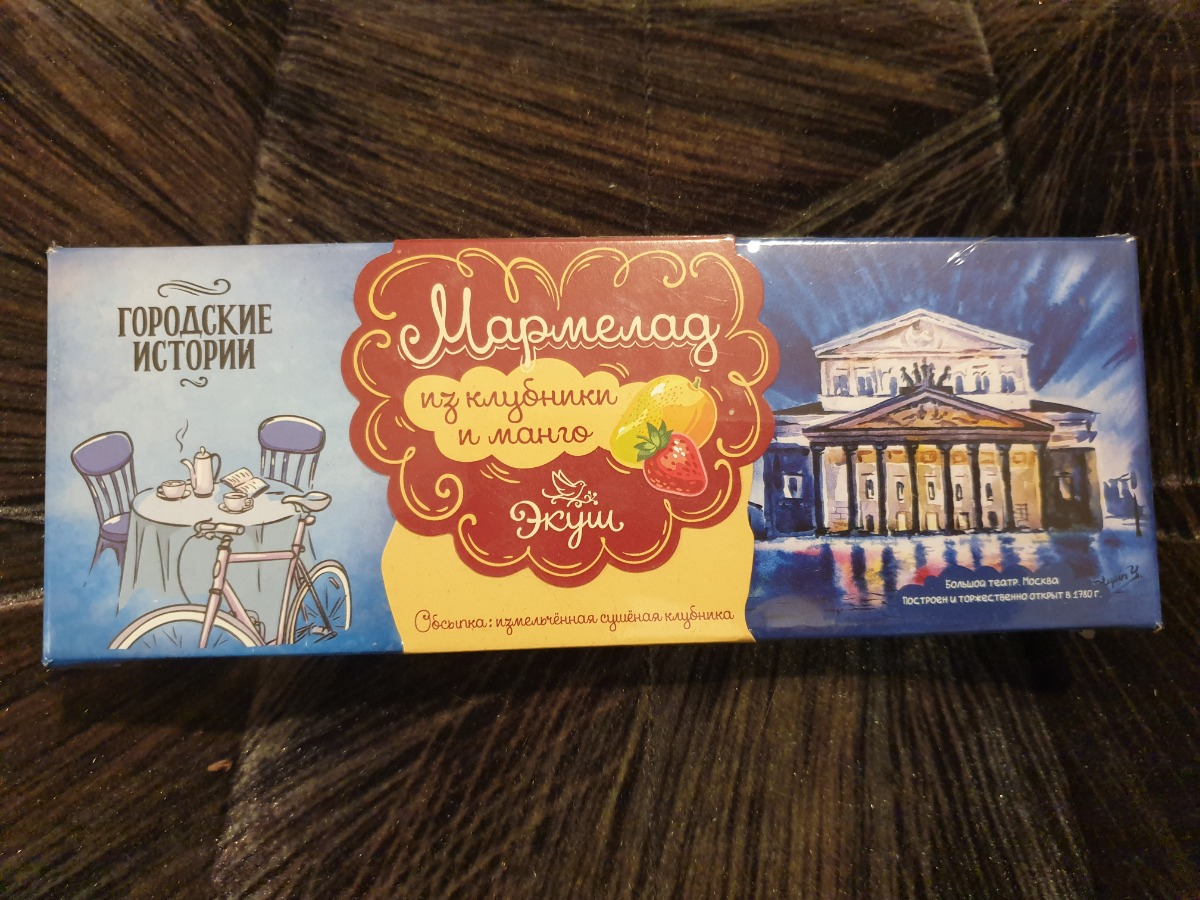 ГОРОДСКИЕ
ИСТОРИИ
Мармелад
из клубники
и манго
Экуш
Обсыпка: измельчённая сушёная клубника
Большой театр. Москва
Построен и торжественно открыт в 1780 г.